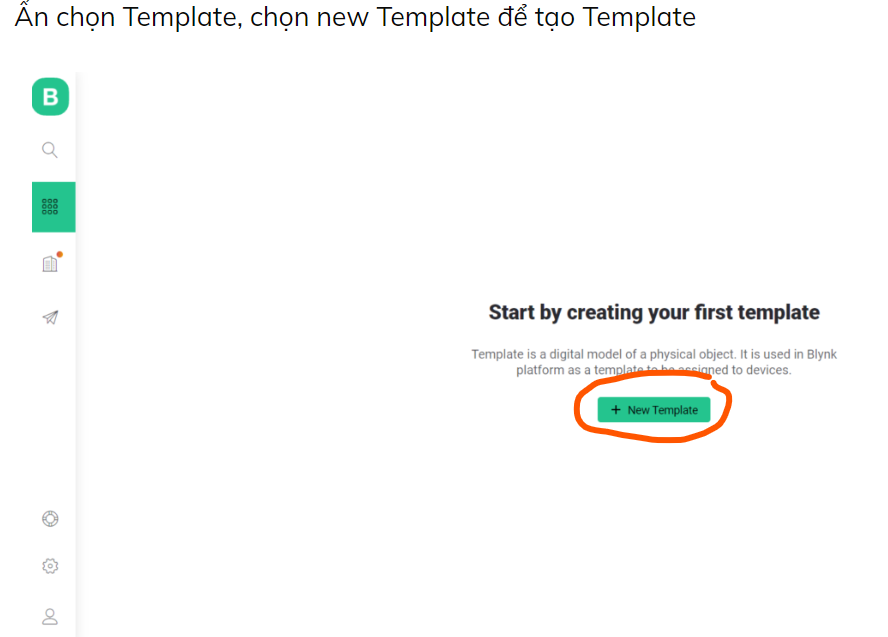 Ấn chọn Template, chọn new Template để tạo Template
B
Start by creating your first template
Template is a digital model of a physical object. It is used in Blynk
platform as a template to be assigned to devices.
+ New Template